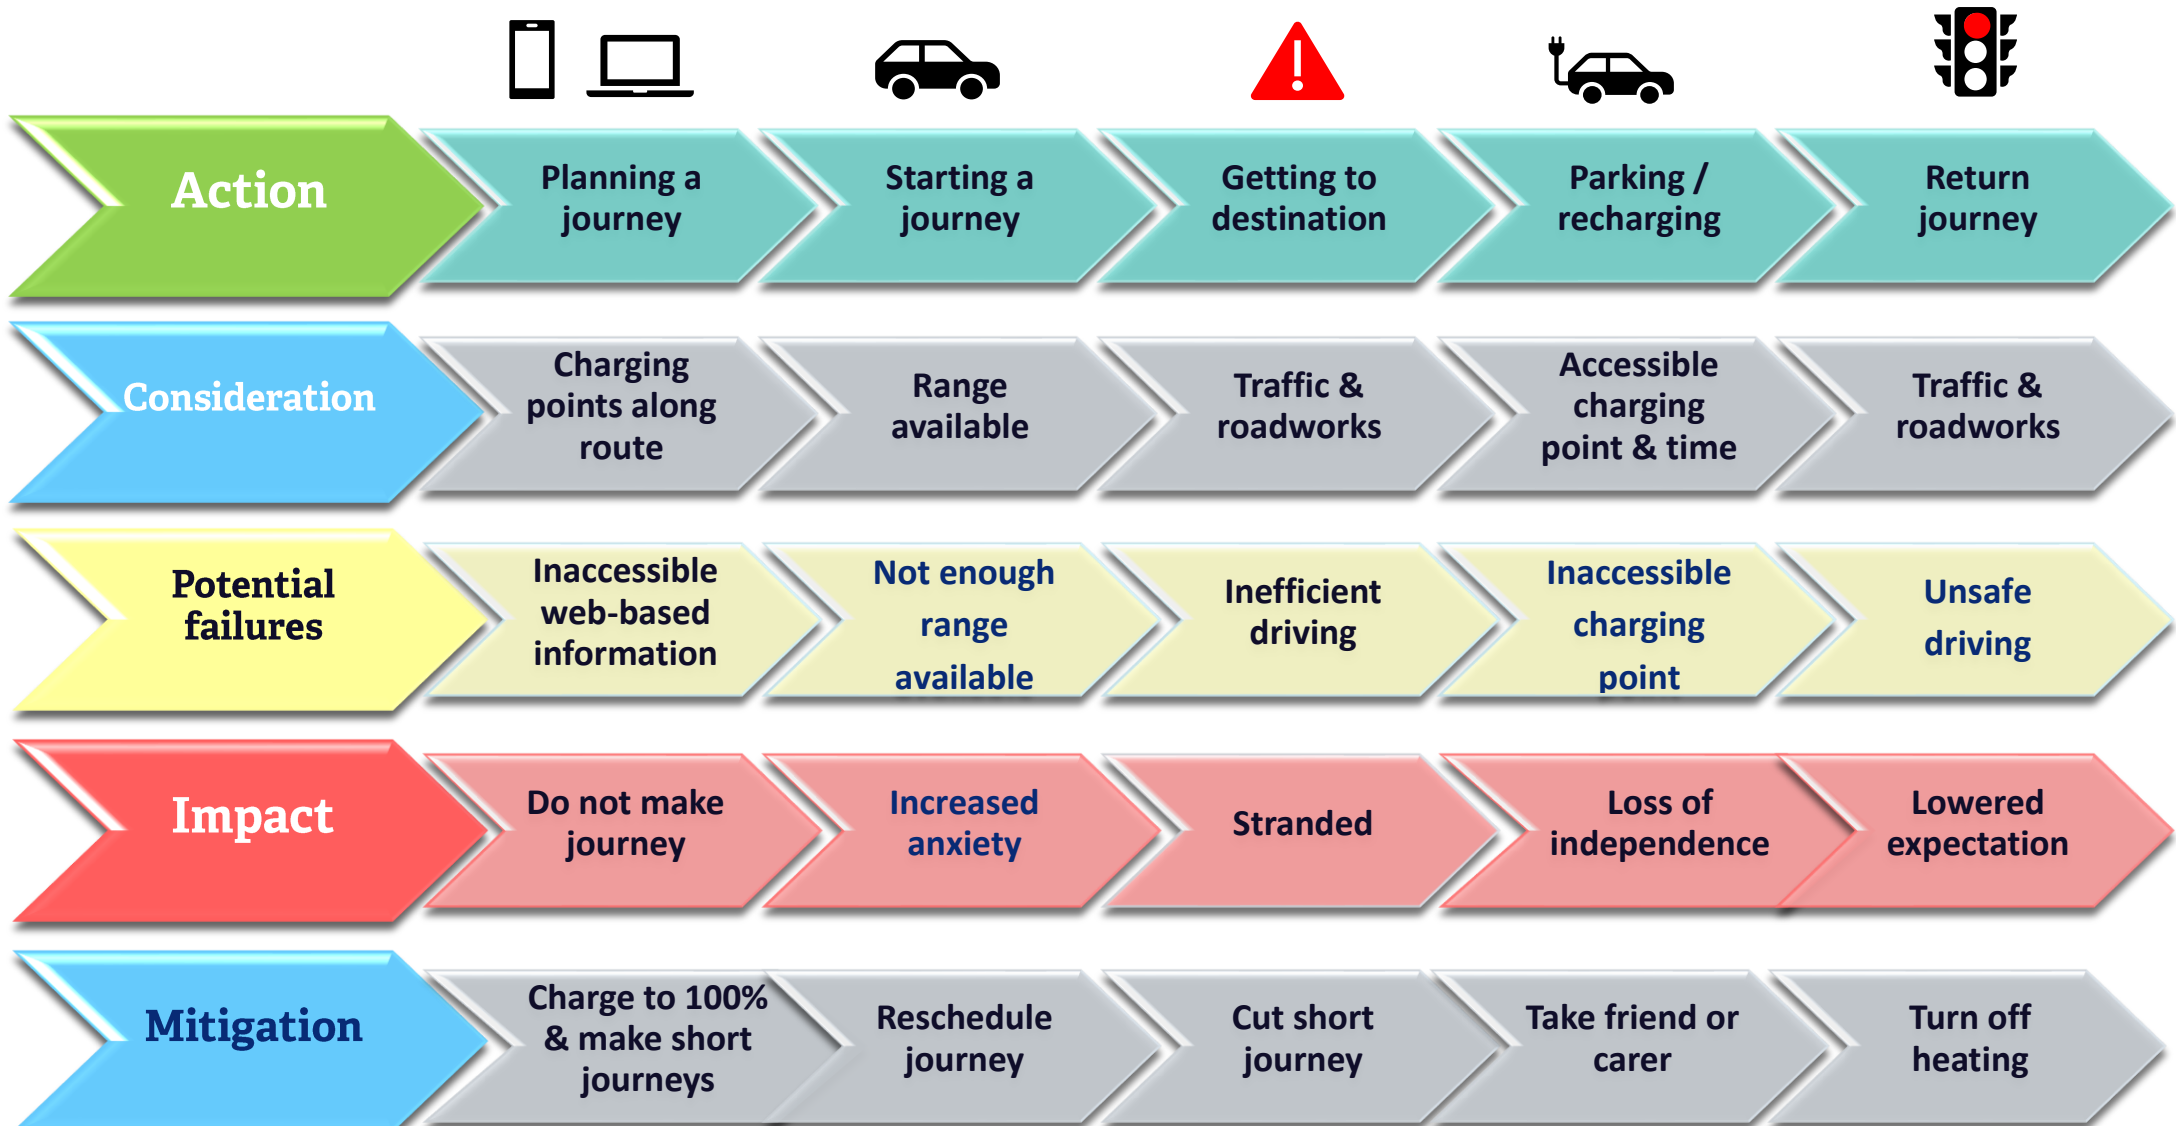 Action
Planning a
journey
Starting a
journey
Getting to
destination
Parking /
recharging
Return
journey
Consideration
Charging
points along
route
Range
available
Traffic &
roadworks
Accessible
charging
point & time
Traffic &
roadworks
Potential
failures
Inaccessible
web-based
information
Not enough
range
available
Inefficient
driving
Inaccessible
charging
point
Unsafe
driving
Impact
Do not make
journey
Increased
anxiety
Stranded
Loss of
independence
Lowered
expectation
Mitigation
Charge to 100%
& make short
journeys
Reschedule
journey
Cut short
journey
Take friend or
carer
Turn off
heating